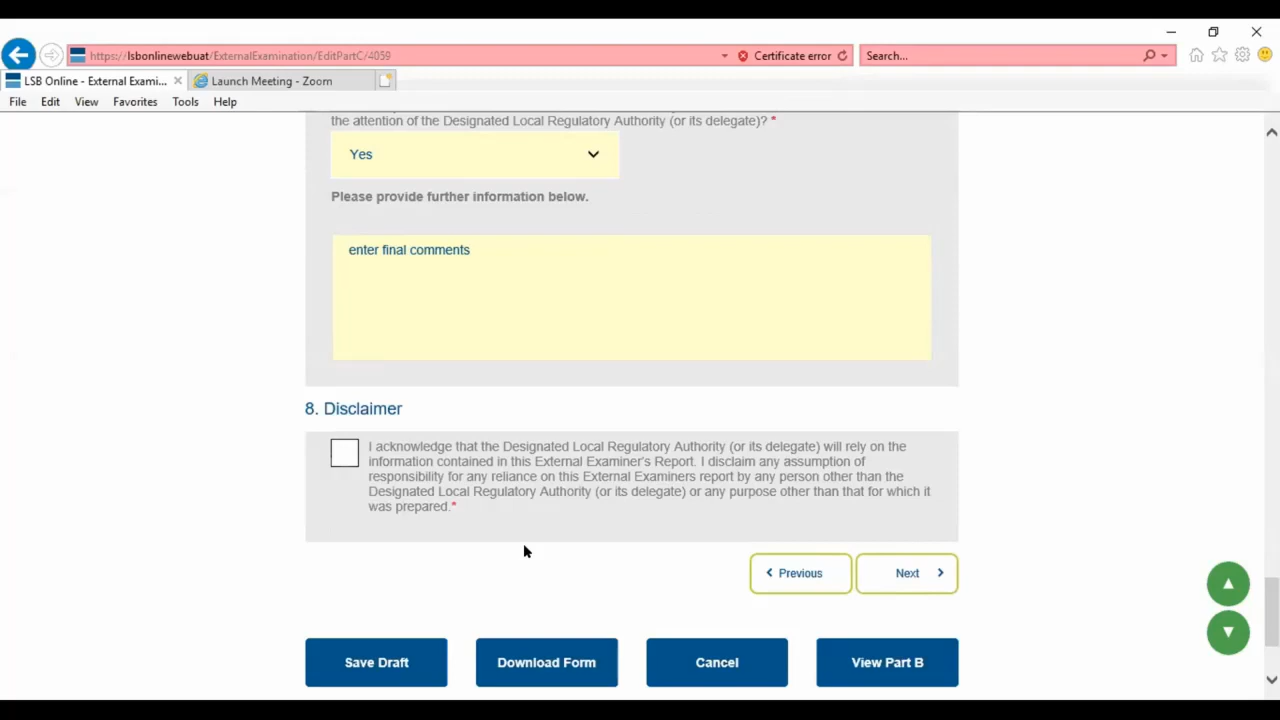 https://lsbonlinewebuat/ExternalExamination/EditPartC/4059
Certificate error
Search...
LSB Online - External Exami...
Launch Meeting - Zoom
File Edit View Favorites Tools Help
the attention of the Designated Local Regulatory Authority (or its delegate)? *
Yes
Please provide further information below.
enter final comments
8. Disclaimer
I acknowledge that the Designated Local Regulatory Authority (or its delegate) will rely on the
information contained in this External Examiner's Report. I disclaim any assumption of
responsibility for any reliance on this External Examiners report by any person other than the
Designated Local Regulatory Authority (or its delegate) or any purpose other than that for which it
was prepared.*
Previous
Next
Save Draft
Download Form
Cancel
View Part B